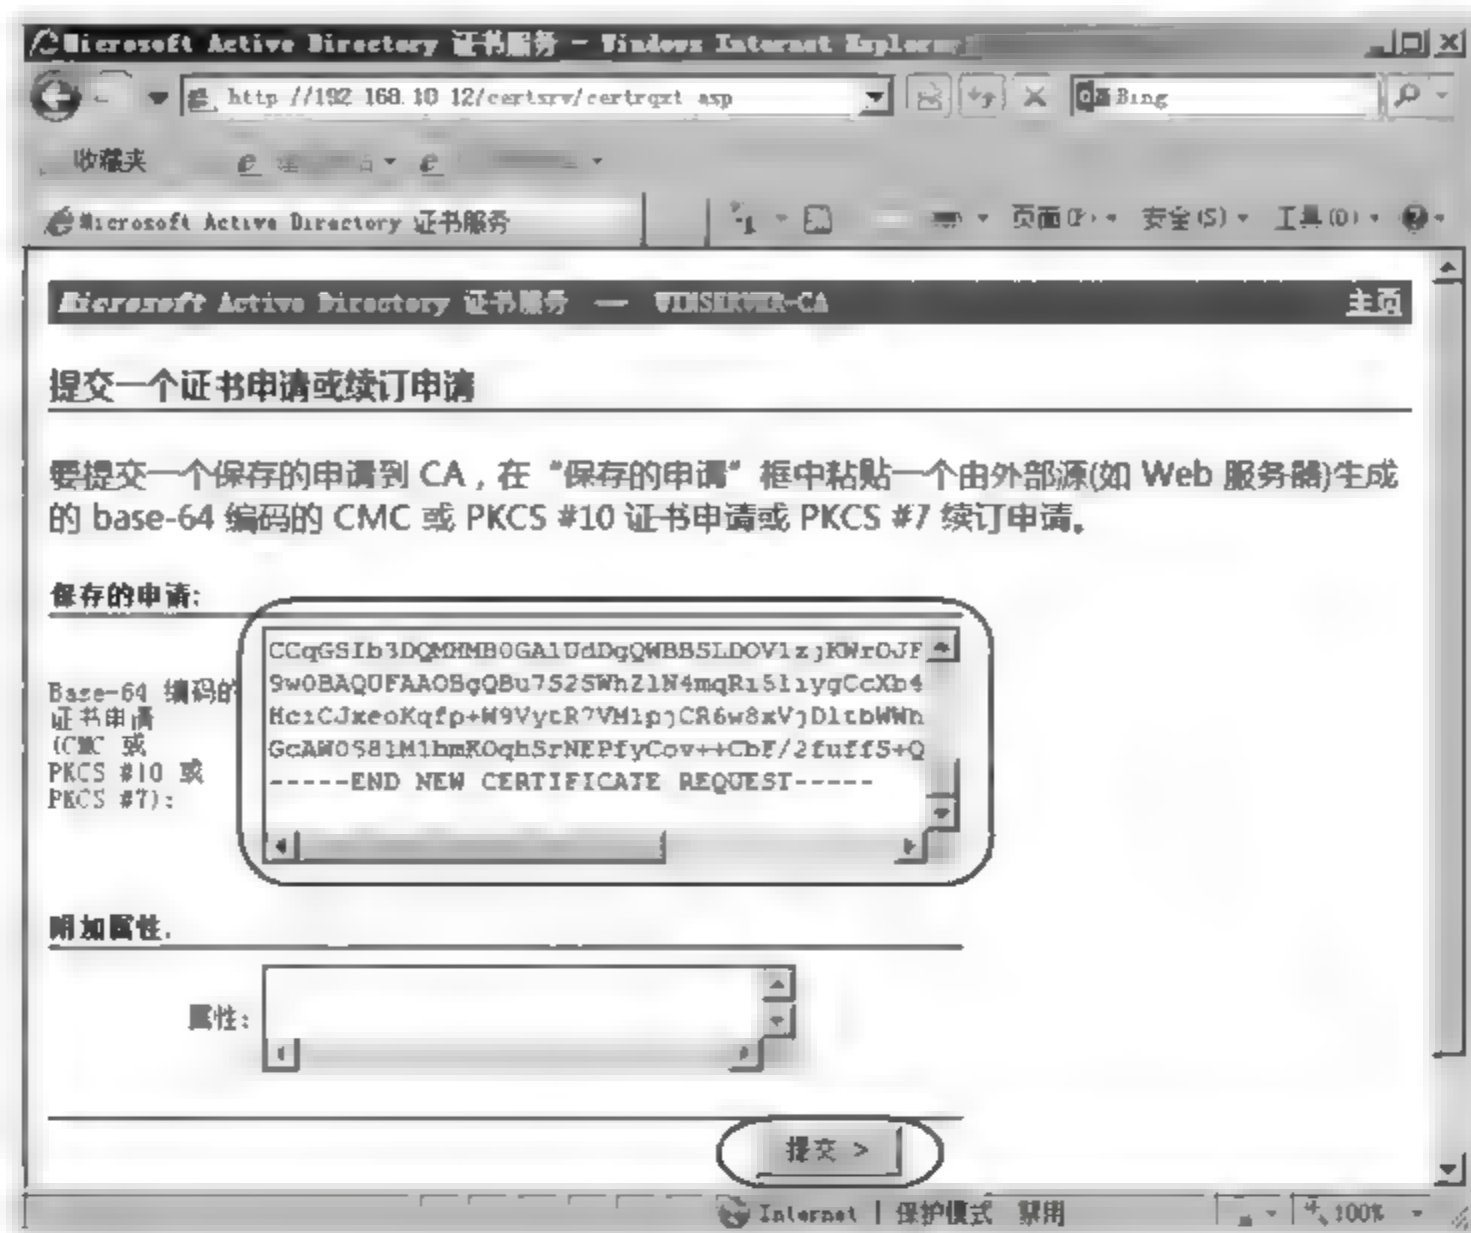 Microsoft Active Directory 证书服务 - Windows Internet Explorer
http //192 168.10 12/certsrv/certrqxt asp
Bing
收藏夹
Microsoft Active Directory 证书服务
页面(P) 安全(S) 工具(O)
Microsoft Active Directory 证书服务 — WINSERVER-CA 主页
提交一个证书申请或续订申请
要提交一个保存的申请到 CA，在“保存的申请”框中粘贴一个由外部源(如 Web 服务器)生成
的 base-64 编码的 CMC 或 PKCS #10 证书申请或 PKCS #7 续订申请。
保存的申请:
Base-64 编码的
证书申请
(CMC 或
PKCS #10 或
PKCS #7):
CCqGSIb3DQMHMB0GA1UdDgQWBBSLDOV1zjKWrOJF
9w0BAQUFAAOBgQBu752SWhZlN4mqRi5liygCcXb4
HciCJxeoKqfp+W9VytR7VM1pjCR6w8xVjDltbWWh
GcAW0S81M1hmKOqhSrNEPfyCov++CbF/2fuffS+Q
-----END NEW CERTIFICATE REQUEST-----
附加属性.
属性:
提交 >
Internet | 保护模式 禁用 100%